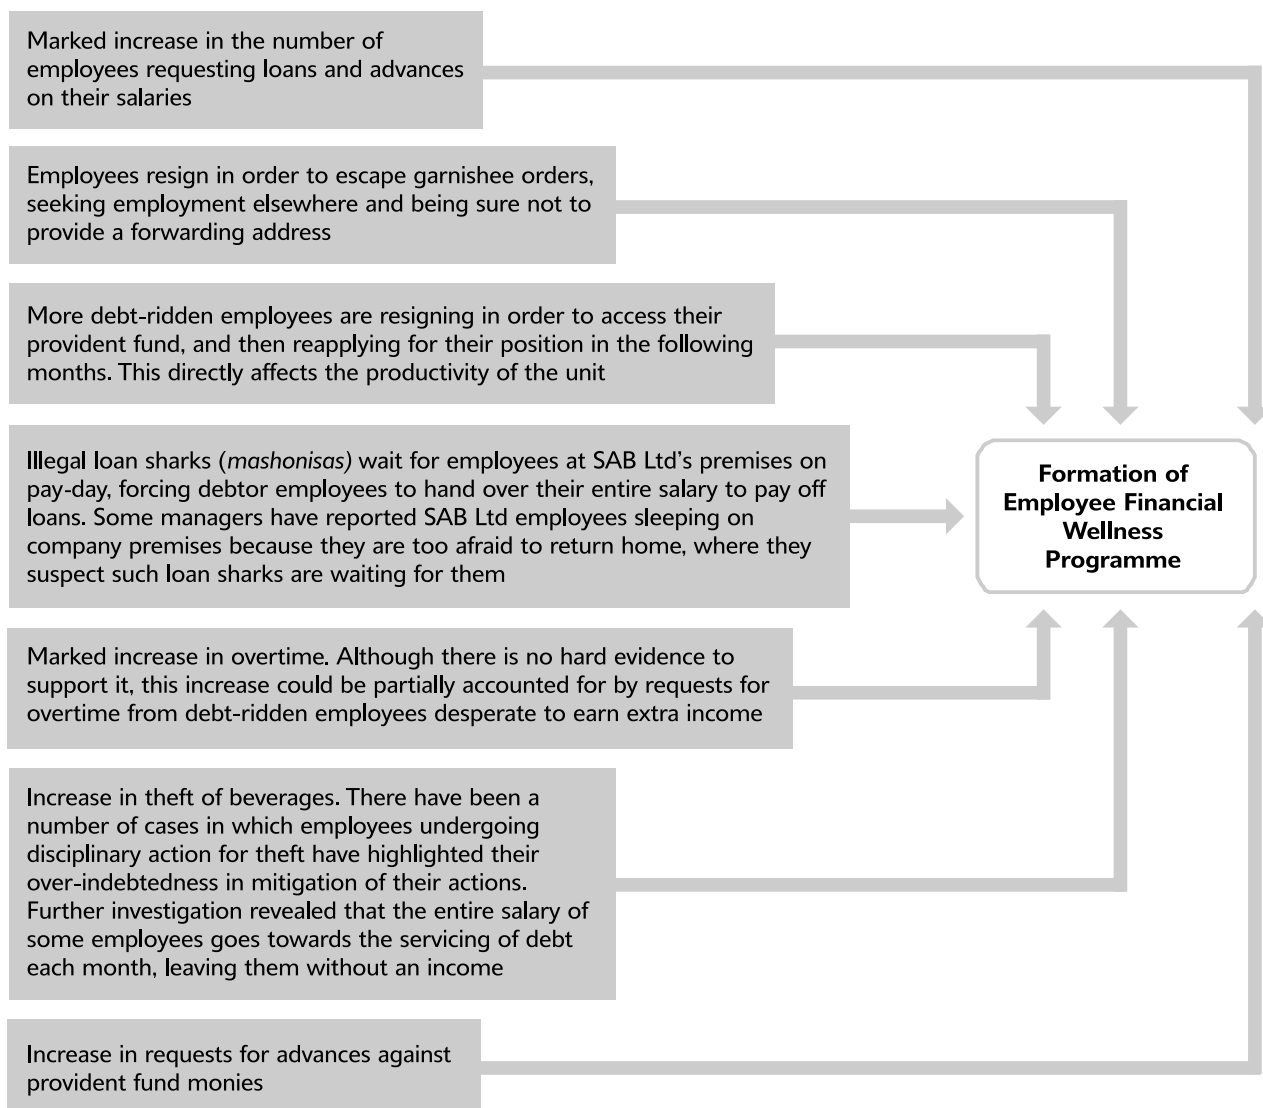 Marked increase in the number of
employees requesting loans and advances
on their salaries
Employees resign in order to escape garnishee orders,
seeking employment elsewhere and being sure not to
provide a forwarding address
More debt-ridden employees are resigning in order to access their
provident fund, and then reapplying for their position in the following
months. This directly affects the productivity of the unit
Illegal loan sharks (mashonisas) wait for employees at SAB Ltd's premises on
pay-day, forcing debtor employees to hand over their entire salary to pay off
loans. Some managers have reported SAB Ltd employees sleeping on
company premises because they are too afraid to return home, where they
suspect such loan sharks are waiting for them
Formation of
Employee Financial
Wellness
Programme
Marked increase in overtime. Although there is no hard evidence to
support it, this increase could be partially accounted for by requests for
overtime from debt-ridden employees desperate to earn extra income
Increase in theft of beverages. There have been a
number of cases in which employees undergoing
disciplinary action for theft have highlighted their
over-indebtedness in mitigation of their actions.
Further investigation revealed that the entire salary of
some employees goes towards the servicing of debt
each month, leaving them without an income
Increase in requests for advances against
provident fund monies